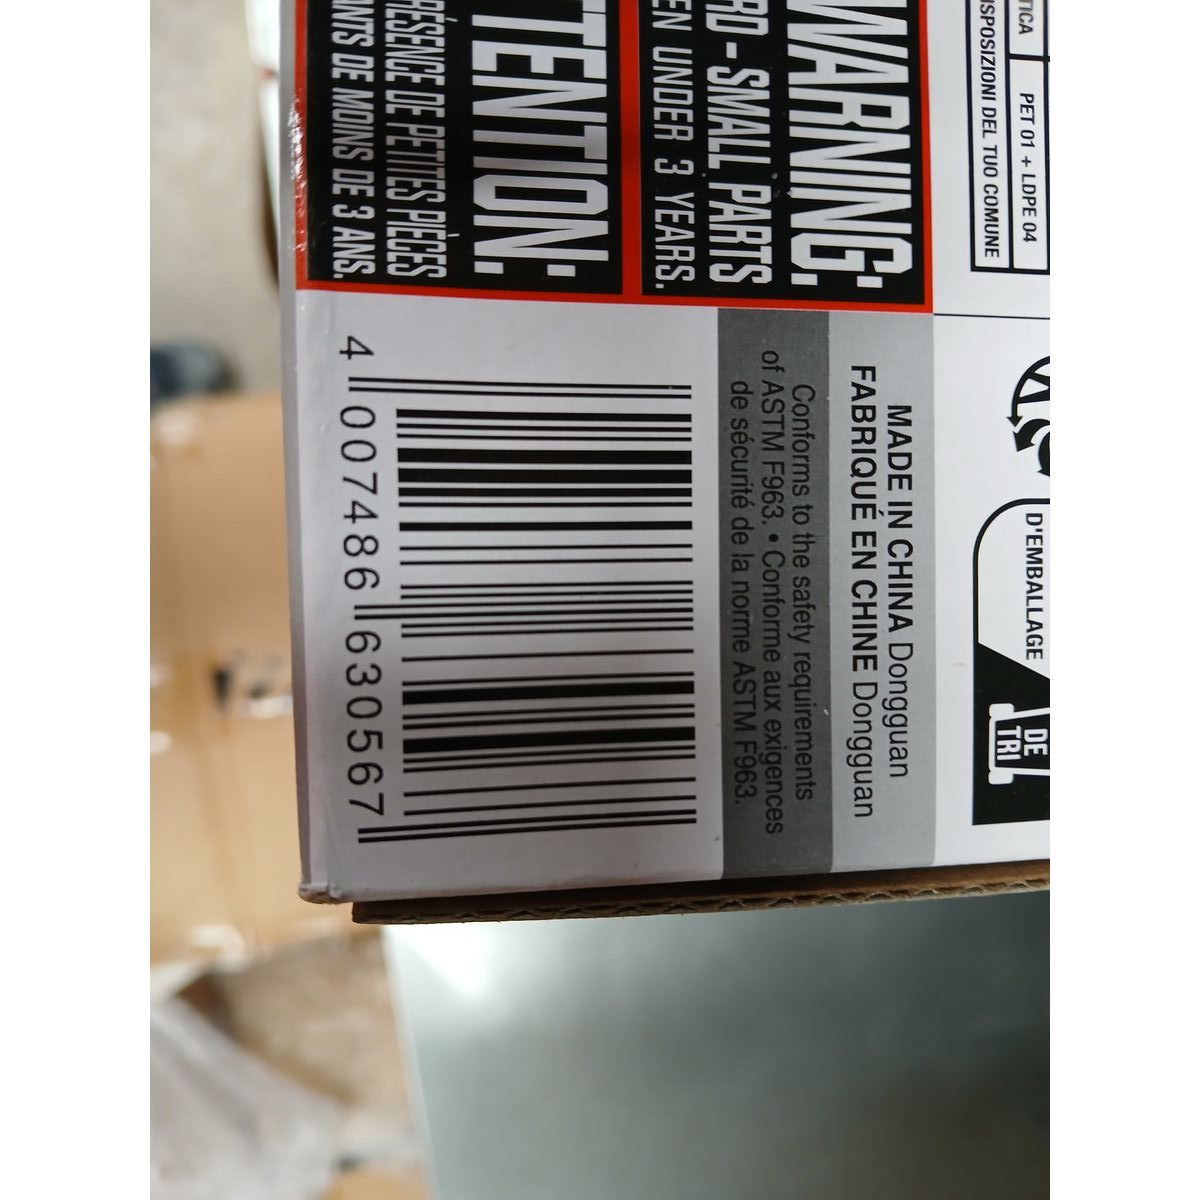 TICA
PET 01 + LDPE 04
ISPOSIZIONI DEL TUO COMUNE
WARNING:
RD - SMALL PARTS
EN UNDER 3 YEARS.
TENTION:
RÉSENCE DE PETITES PIÈCES
ANTS DE MOINS DE 3 ANS.
D'EMBALLAGE
DE
TRI
MADE IN CHINA Dongguan
FABRIQUÉ EN CHINE Dongguan
Conforms to the safety requirements
of ASTM F963. • Conforme aux exigences
de sécurité de la norme ASTM F963.
4 007486 630567